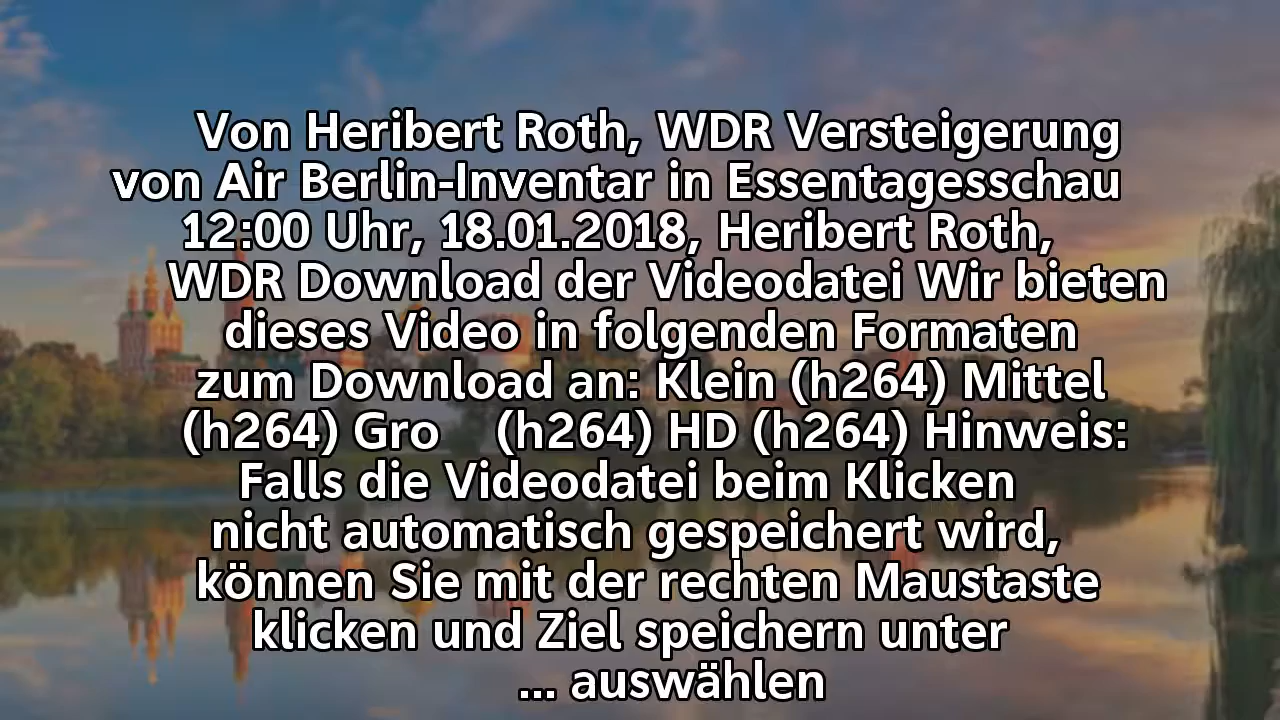 Von Heribert Roth, WDR Versteigerung
von Air Berlin-Inventar in Essentagesschau
12:00 Uhr, 18.01.2018, Heribert Roth,
WDR Download der Videodatei Wir bieten
dieses Video in folgenden Formaten
zum Download an: Klein (h264) Mittel
(h264) Gro (h264) HD (h264) Hinweis:
Falls die Videodatei beim Klicken
nicht automatisch gespeichert wird,
können Sie mit der rechten Maustaste
klicken und Ziel speichern unter
... auswählen